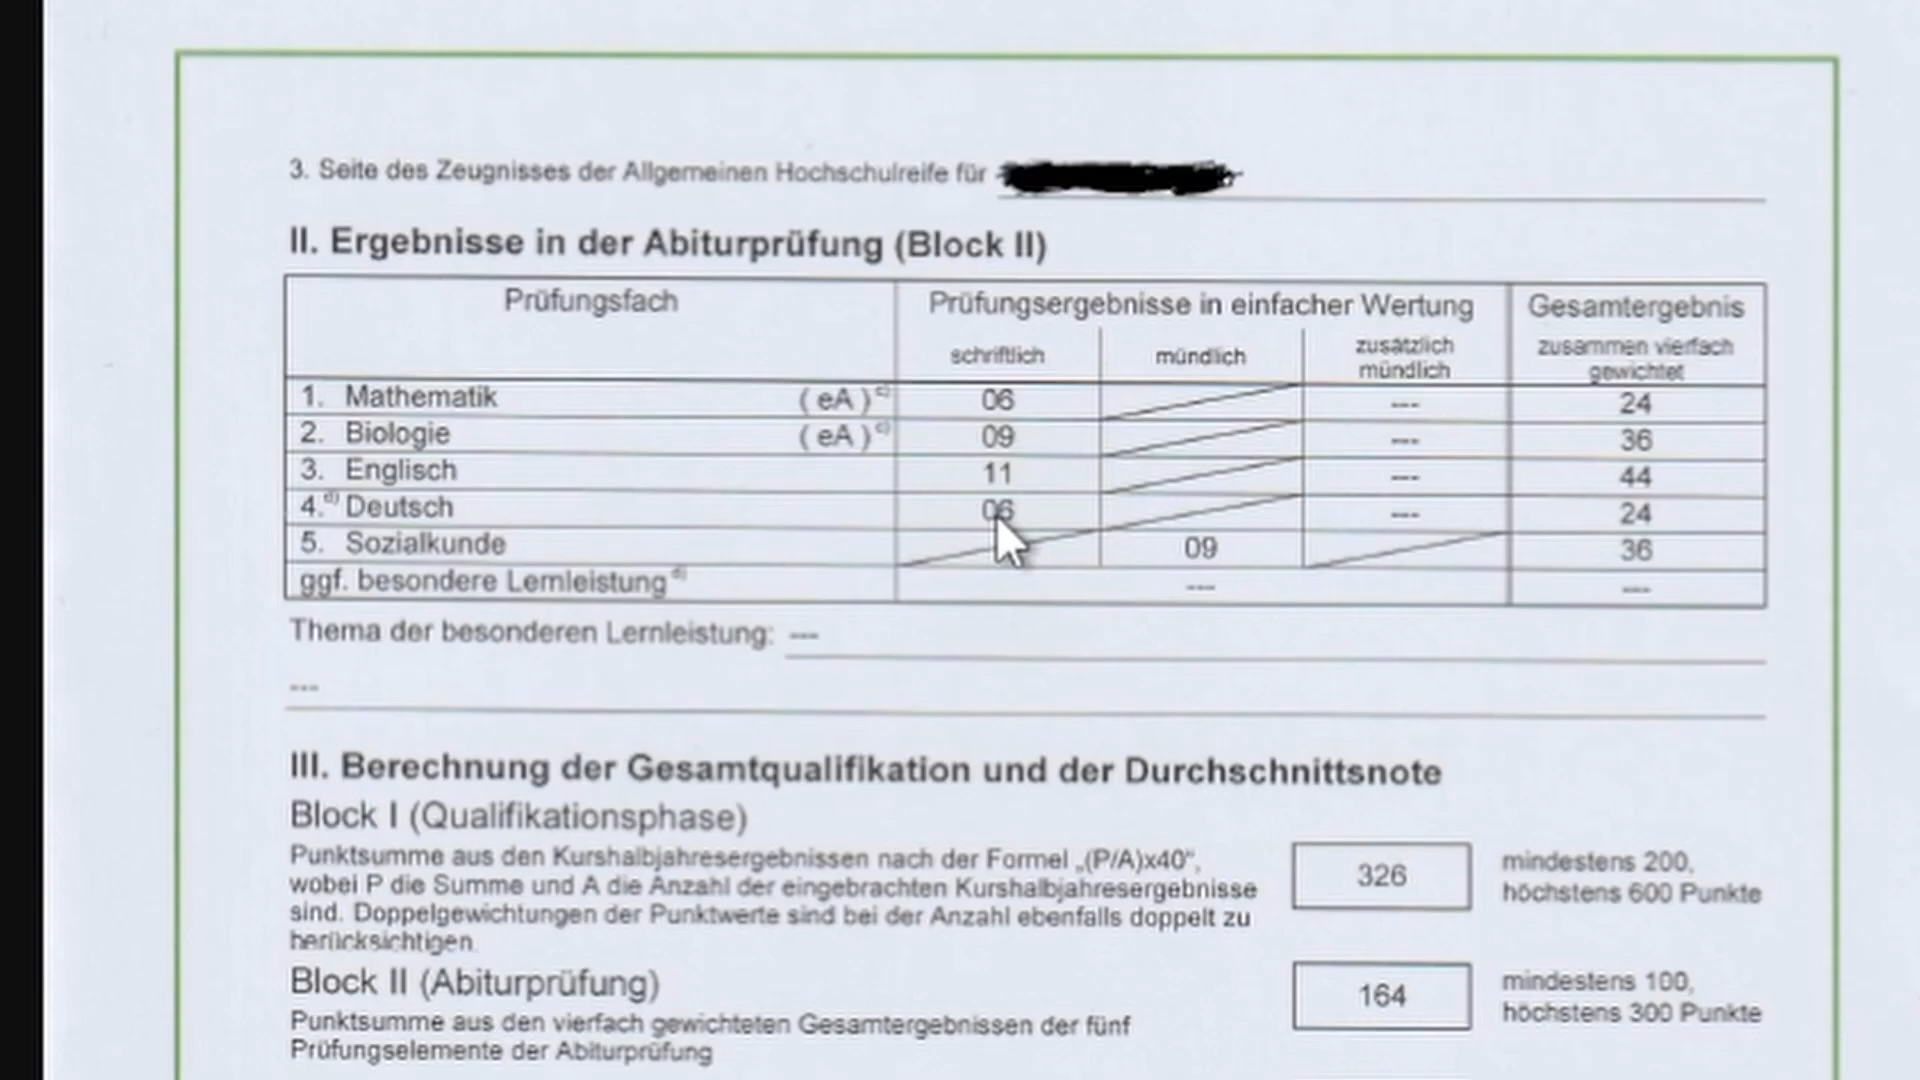 3. Seite des Zeugnisses der Allgemeinen Hochschulreife für
II. Ergebnisse in der Abiturprüfung (Block II)
Prüfungsfach Prüfungsergebnisse in einfacher Wertung Gesamtergebnis
schriftlich mündlich zusätzlich mündlich zusammen vierfach gewichtet
1. Mathematik ( eA ) c) 06 --- 24
2. Biologie ( eA ) c) 09 --- 36
3. Englisch 11 --- 44
4. d) Deutsch 06 --- 24
5. Sozialkunde 09 36
ggf. besondere Lernleistung --- ---
Thema der besonderen Lernleistung: ---
---
III. Berechnung der Gesamtqualifikation und der Durchschnittsnote
Block I (Qualifikationsphase)
Punktsumme aus den Kurshalbjahresergebnissen nach der Formel „(P/A)x40“,
wobei P die Summe und A die Anzahl der eingebrachten Kurshalbjahresergebnisse
sind. Doppelgewichtungen der Punktwerte sind bei der Anzahl ebenfalls doppelt zu
berücksichtigen.
326
mindestens 200,
höchstens 600 Punkte
Block II (Abiturprüfung)
Punktsumme aus den vierfach gewichteten Gesamtergebnissen der fünf
Prüfungselemente der Abiturprüfung
164
mindestens 100,
höchstens 300 Punkte